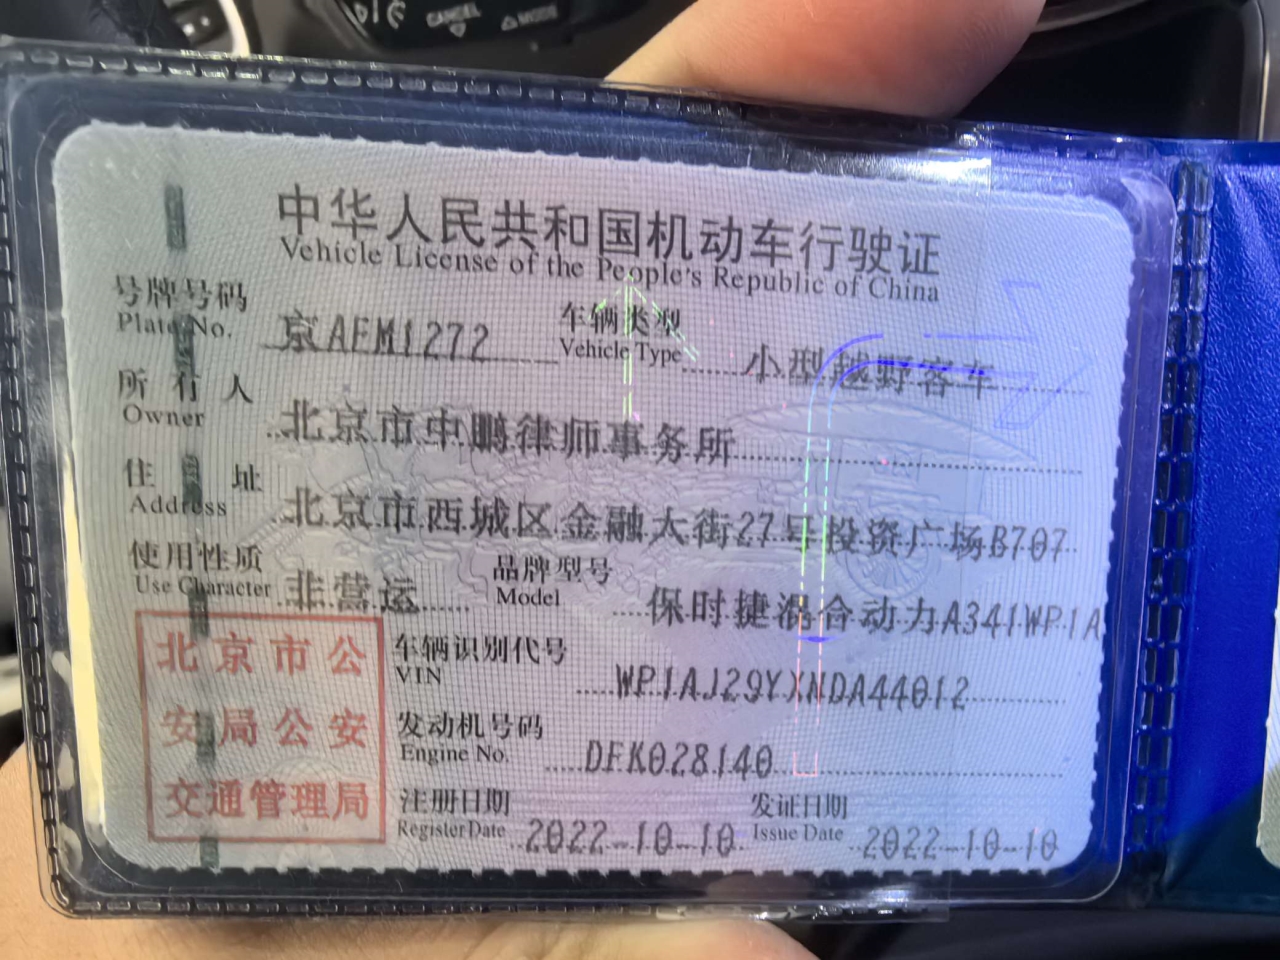 CANCEL
MODE
中华人民共和国机动车行驶证
Vehicle License of the People's Republic of China
号牌号码 京AFM1272 车辆类型 小型越野客车
Plate No. Vehicle Type
所有人 北京市中鹏律师事务所
Owner
住址 北京市西城区金融大街27号投资广场B707
Address
使用性质 非营运 品牌型号 保时捷混合动力A341WP1A
Use Character Model
北京市公
安局公安
交通管理局
车辆识别代号 WP1AJ29YXNDA44012
VIN
发动机号码 DFK028140
Engine No.
注册日期 2022-10-10 发证日期 2022-10-10
Register Date Issue Date